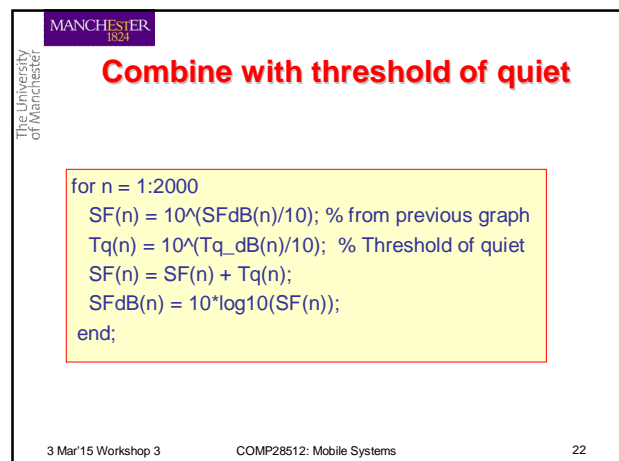 MANCHESTER
1824
The University
of Manchester
Combine with threshold of quiet
for n = 1:2000
SF(n) = 10^(SFdB(n)/10); % from previous graph
Tq(n) = 10^(Tq_dB(n)/10); % Threshold of quiet
SF(n) = SF(n) + Tq(n);
SFdB(n) = 10*log10(SF(n));
end;
3 Mar'15 Workshop 3 COMP28512: Mobile Systems 22